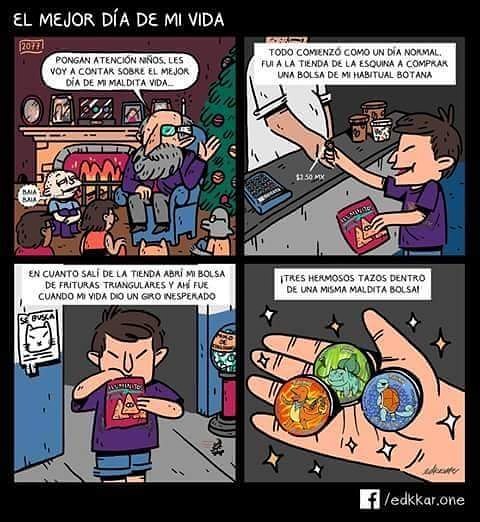 EL MEJOR DÍA DE MI VIDA
2077
PONGAN ATENCIÓN NIÑOS, LES
VOY A CONTAR SOBRE EL MEJOR
DÍA DE MI MALDITA VIDA...
BAIA
BAIA
TODO COMENZÓ COMO UN DÍA NORMAL.
FUI A LA TIENDA DE LA ESQUINA A COMPRAR
UNA BOLSA DE MI HABITUAL BOTANA
$2.50 MX
ILUMINITOS
EN CUANTO SALÍ DE LA TIENDA ABRÍ MI BOLSA
DE FRITURAS TRIANGULARES Y AHÍ FUE
CUANDO MI VIDA DIO UN GIRO INESPERADO
SE BUSCA
ILUMINITOS
¡TRES HERMOSOS TAZOS DENTRO
DE UNA MISMA MALDITA BOLSA!
EDKKAR
f /edkkar.one